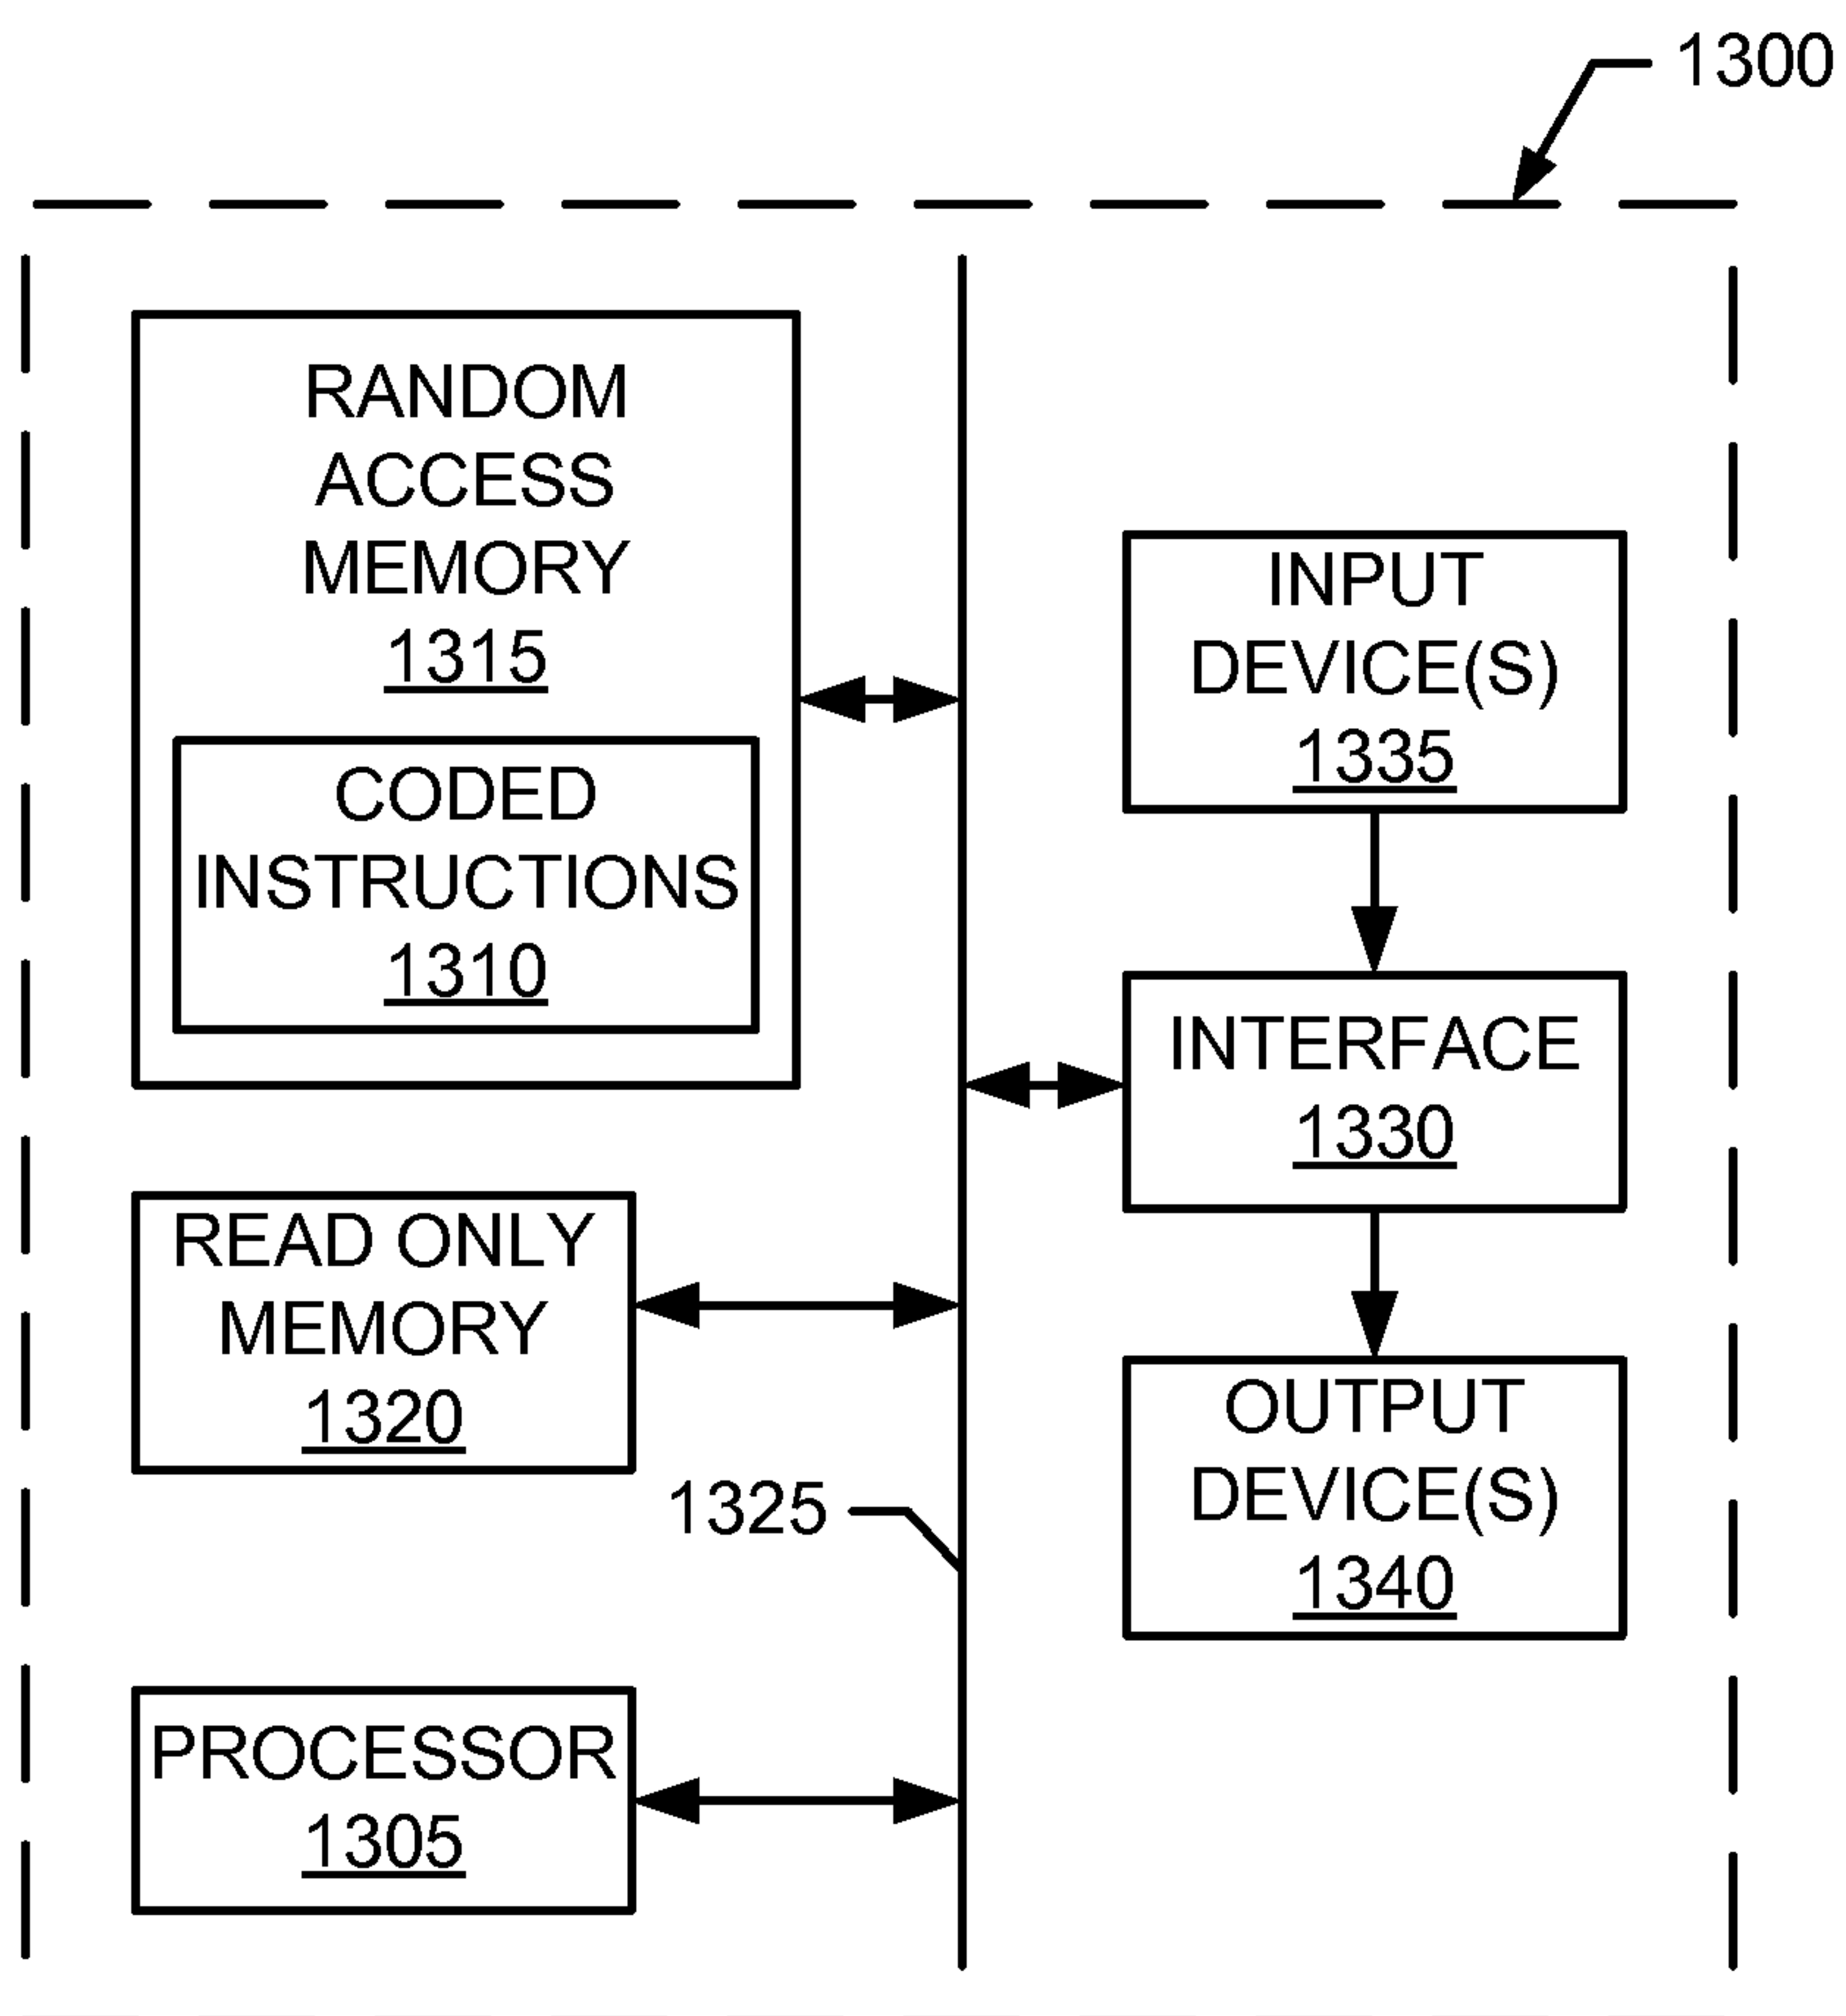 1300
RANDOM
ACCESS
MEMORY
1315
CODED
INSTRUCTIONS
1310
READ ONLY
MEMORY
1320
1325
PROCESSOR
1305
INPUT
DEVICE(S)
1335
INTERFACE
1330
OUTPUT
DEVICE(S)
1340